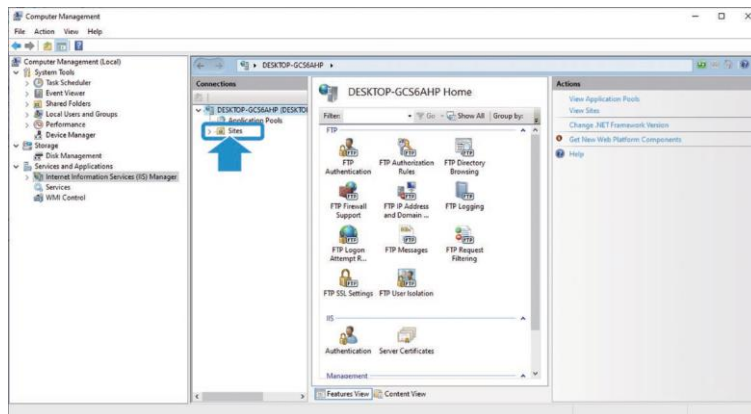 Computer Management
File Action View Help
Computer Management (Local)
System Tools
Task Scheduler
Event Viewer
Shared Folders
Local Users and Groups
Performance
Device Manager
Storage
Disk Management
Services and Applications
Internet Information Services (IIS) Manager
Services
WMI Control
DESKTOP-GCS6AHP
Connections
DESKTOP-GCS6AHP (DESKTO
Application Pools
Sites
DESKTOP-GCS6AHP Home
Filter: Go Show All Group by:
FTP
FTP Authentication
FTP Authorization Rules
FTP Directory Browsing
FTP Firewall Support
FTP IP Address and Domain ...
FTP Logging
FTP Logon Attempt R...
FTP Messages
FTP Request Filtering
FTP SSL Settings
FTP User Isolation
IIS
Authentication
Server Certificates
Management
Features View
Content View
Actions
View Application Pools
View Sites
Change .NET Framework Version
Get New Web Platform Components
Help